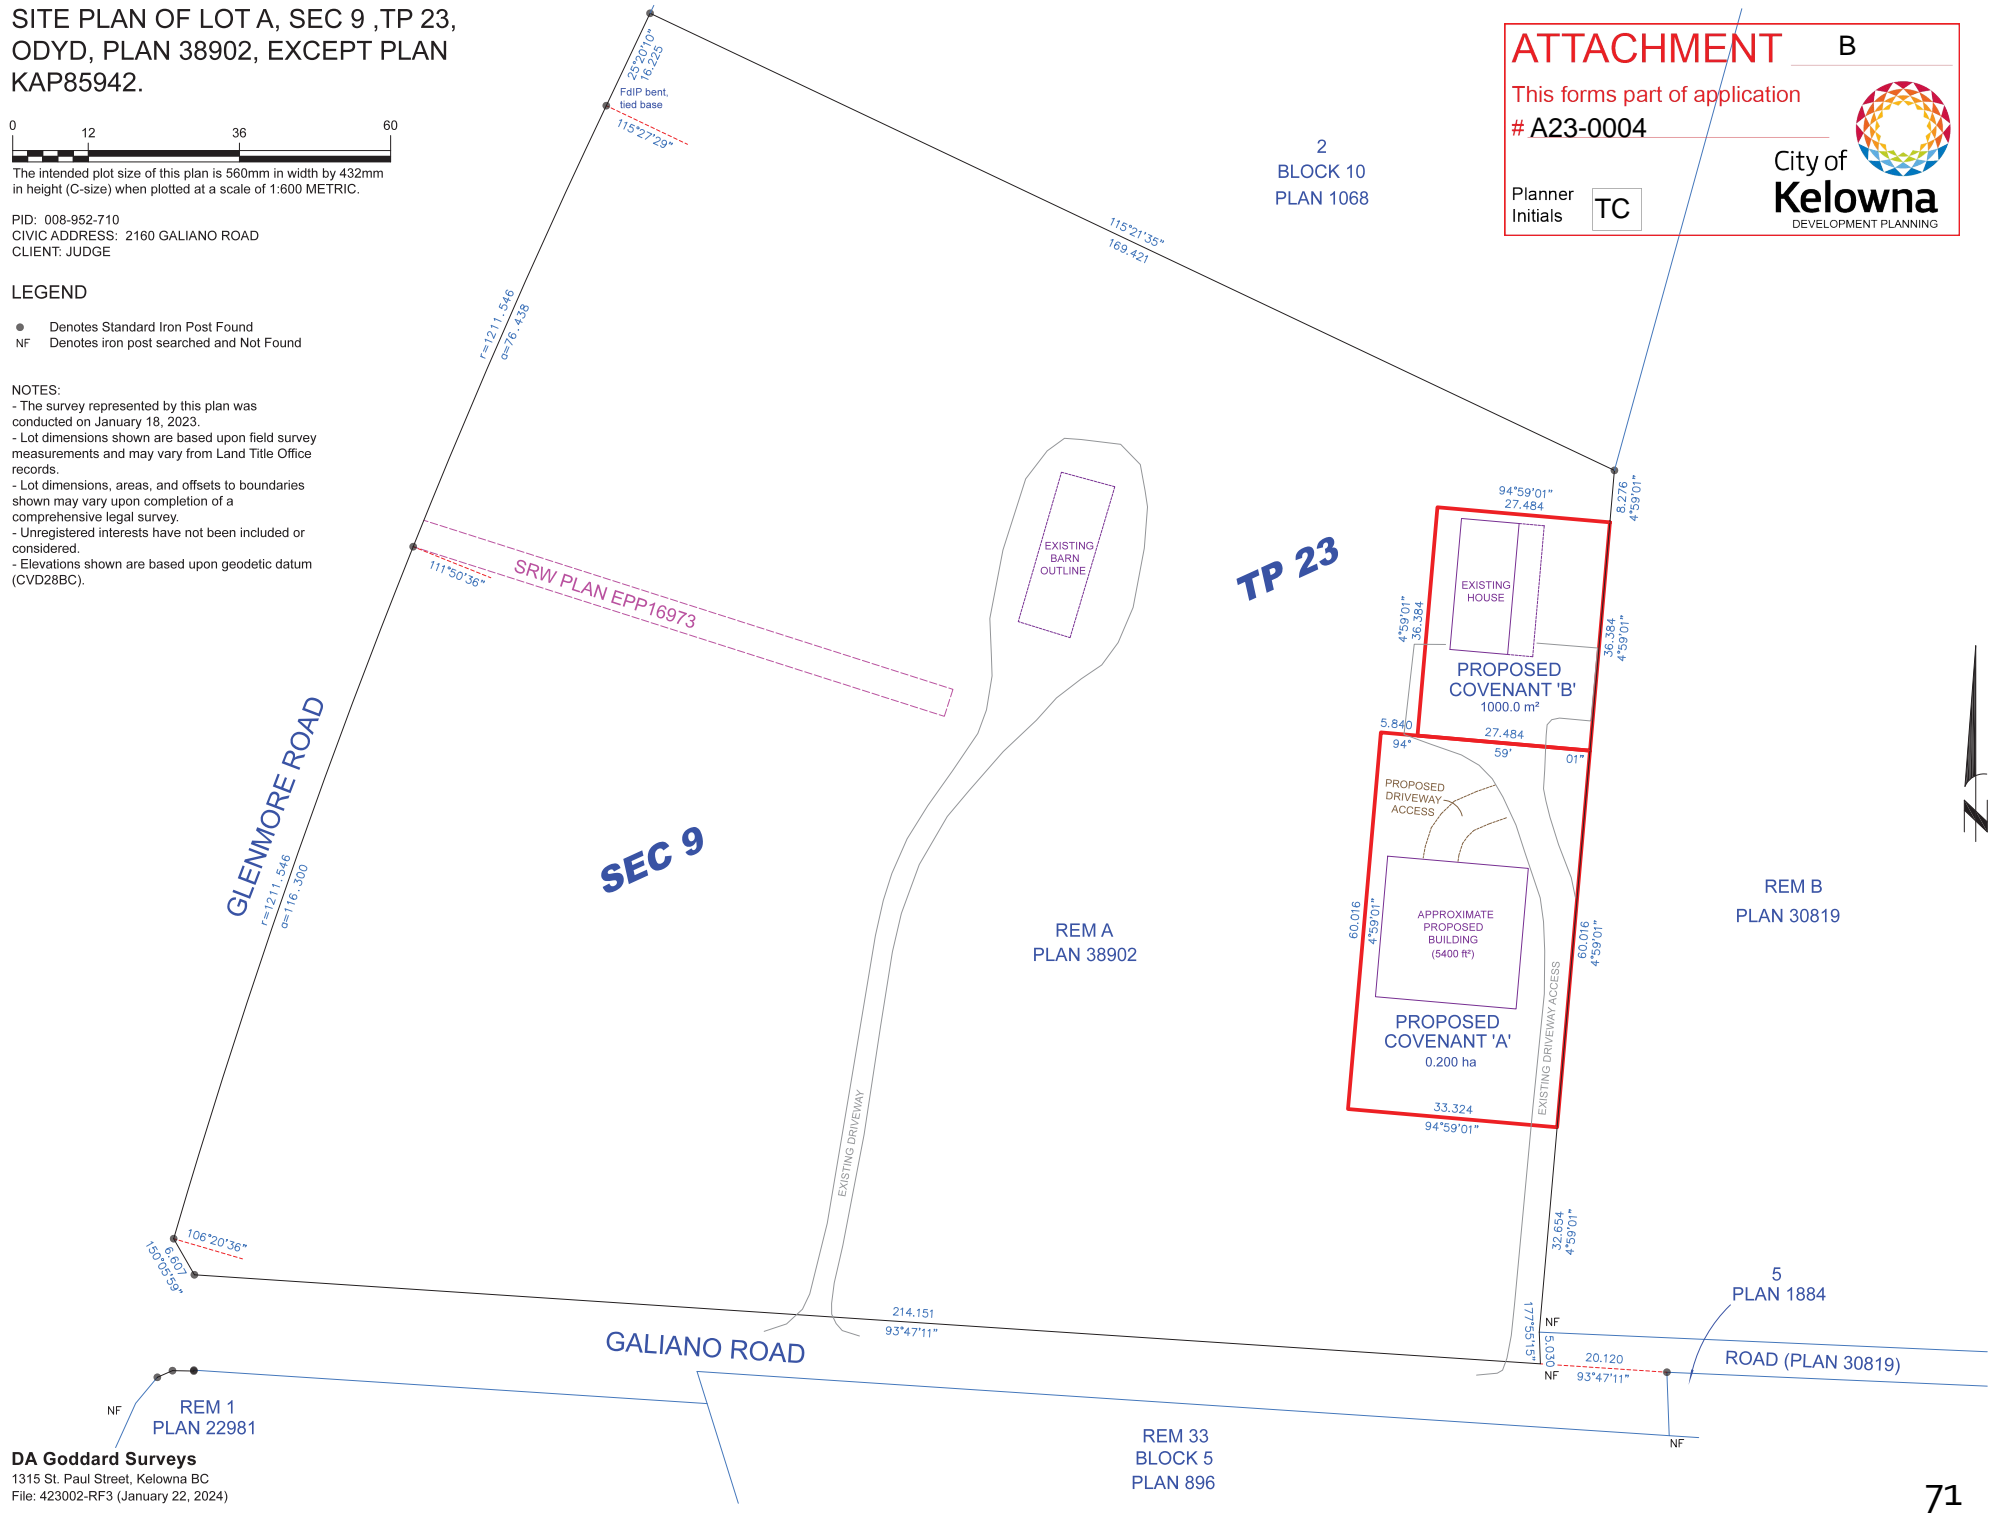 SITE PLAN OF LOT A, SEC 9 ,TP 23,
ODYD, PLAN 38902, EXCEPT PLAN
KAP85942.
0 12 36 60
The intended plot size of this plan is 560mm in width by 432mm
in height (C-size) when plotted at a scale of 1:600 METRIC.
PID: 008-952-710
CIVIC ADDRESS: 2160 GALIANO ROAD
CLIENT: JUDGE
LEGEND
Denotes Standard Iron Post Found
NF Denotes iron post searched and Not Found
NOTES:
- The survey represented by this plan was
conducted on January 18, 2023.
- Lot dimensions shown are based upon field survey
measurements and may vary from Land Title Office
records.
- Lot dimensions, areas, and offsets to boundaries
shown may vary upon completion of a
comprehensive legal survey.
- Unregistered interests have not been included or
considered.
- Elevations shown are based upon geodetic datum
(CVD28BC).
ATTACHMENT B
This forms part of application
# A23-0004
City of
Kelowna
DEVELOPMENT PLANNING
Planner
Initials
TC
25°20'10"
16.225
FdIP bent,
tied base
115°27'29"
2
BLOCK 10
PLAN 1068
115°21'35"
169.421
r=1211.546
a=76.438
8.276
4°59'01"
94°59'01"
27.484
EXISTING
BARN
OUTLINE
TP 23
EXISTING
HOUSE
4°59'01"
36.384
36.384
4°59'01"
111°50'36"
SRW PLAN EPP16973
PROPOSED
COVENANT 'B'
1000.0 m²
5.840
27.484
94°
59'
01"
PROPOSED
DRIVEWAY
ACCESS
GLENMORE ROAD
r=1211.546
a=116.300
SEC 9
REM A
PLAN 38902
60.016
4°59'01"
APPROXIMATE
PROPOSED
BUILDING
(5400 ft²)
60.016
4°59'01"
REM B
PLAN 30819
PROPOSED
COVENANT 'A'
0.200 ha
EXISTING DRIVEWAY ACCESS
33.324
94°59'01"
EXISTING DRIVEWAY
32.654
4°59'01"
106°20'36"
6.607
150°05'59"
214.151
93°47'11"
GALIANO ROAD
177°55'15"
5.030
NF
NF
20.120
93°47'11"
5
PLAN 1884
ROAD (PLAN 30819)
NF
NF
REM 1
PLAN 22981
REM 33
BLOCK 5
PLAN 896
DA Goddard Surveys
1315 St. Paul Street, Kelowna BC
File: 423002-RF3 (January 22, 2024)
N
71